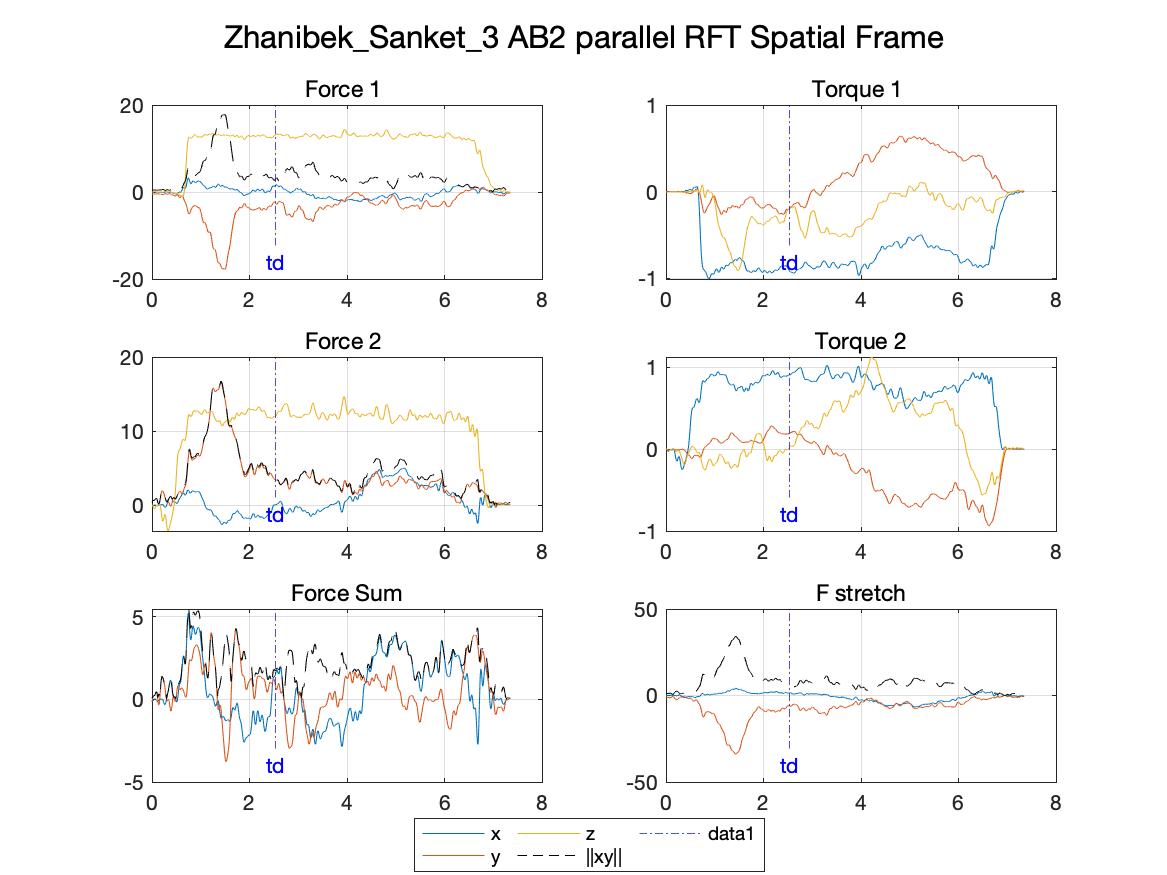 Zhanibek_Sanket_3 AB2 parallel RFT Spatial Frame
Force 1
20
0
-20
td
0 2 4 6 8
Torque 1
1
0
-1
td
0 2 4 6 8
Force 2
20
10
0
td
0 2 4 6 8
Torque 2
1
0
-1
td
0 2 4 6 8
Force Sum
5
0
-5
td
0 2 4 6 8
F stretch
50
0
-50
td
0 2 4 6 8
x z data1
y ||xy||